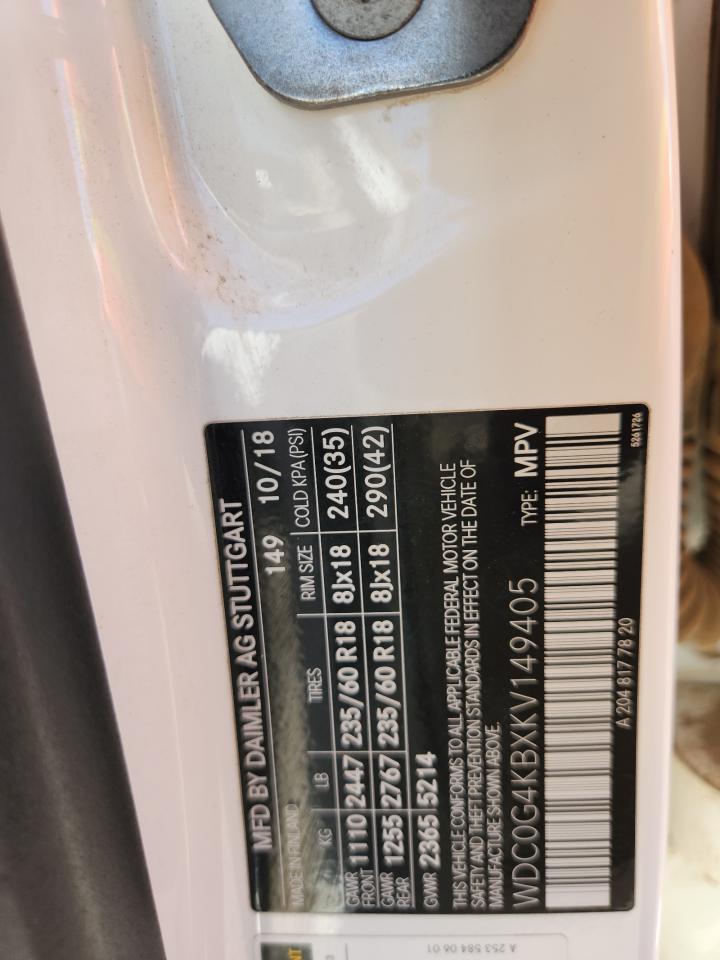 MFD BY DAIMLER AG STUTTGART
MADE IN FINLAND 149 10/18
KG LB TIRES RIM SIZE COLD KPA (PSI)
GAWR FRONT 1110 2447 235/60 R18 8Jx18 240(35)
GAWR REAR 1255 2767 235/60 R18 8Jx18 290(42)
GVWR 2365 5214
THIS VEHICLE CONFORMS TO ALL APPLICABLE FEDERAL MOTOR VEHICLE
SAFETY AND THEFT PREVENTION STANDARDS IN EFFECT ON THE DATE OF
MANUFACTURE SHOWN ABOVE.
WDC0G4KBXKV149405 TYPE: MPV
A 204 817 78 20 5261726
A 253 584 06 01